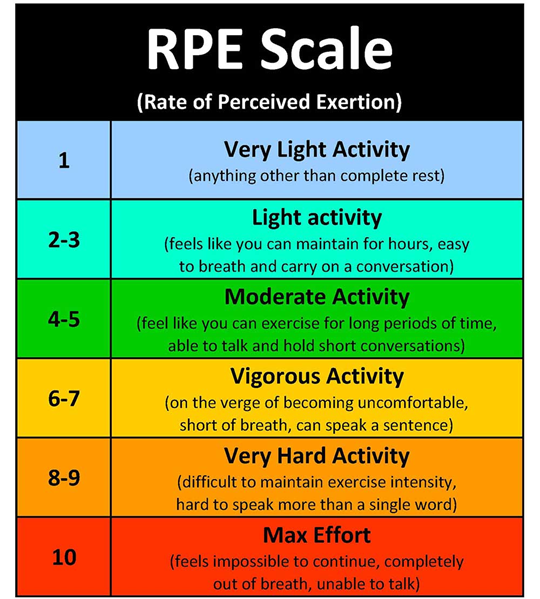 RPE Scale
(Rate of Perceived Exertion)
1
Very Light Activity
(anything other than complete rest)
2-3
Light activity
(feels like you can maintain for hours, easy
to breath and carry on a conversation)
4-5
Moderate Activity
(feel like you can exercise for long periods of time,
able to talk and hold short conversations)
6-7
Vigorous Activity
(on the verge of becoming uncomfortable,
short of breath, can speak a sentence)
8-9
Very Hard Activity
(difficult to maintain exercise intensity,
hard to speak more than a single word)
10
Max Effort
(feels impossible to continue, completely
out of breath, unable to talk)